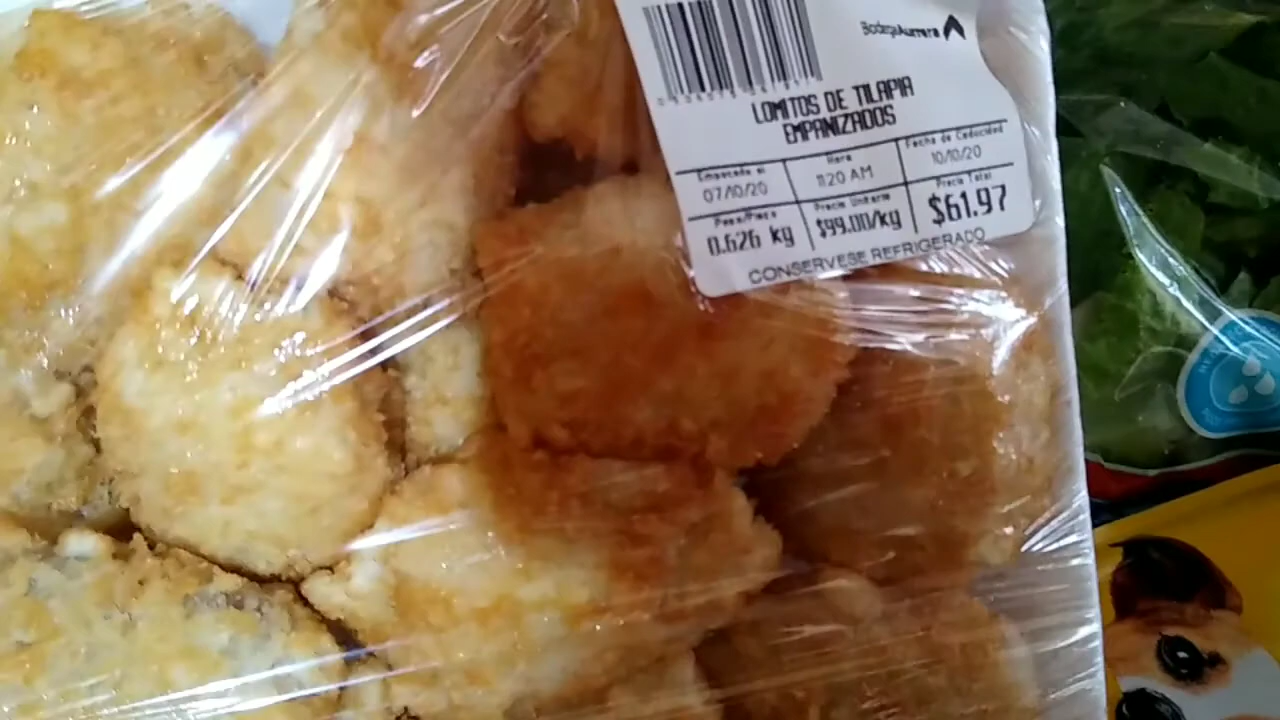 BodegaAurrera
LOMITOS DE TILAPIA
EMPANIZADOS
Empacado el Hora Fecha de Caducidad
07/10/20 11:20 AM 10/10/20
Peso/Pieza Precio Unitario Precio Total
0.626 kg $99.00/kg $61.97
CONSERVESE REFRIGERADO